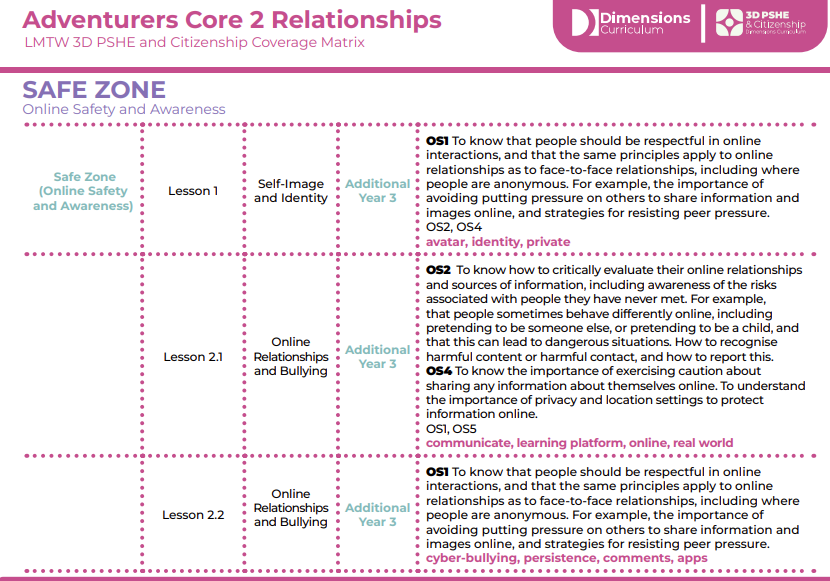 Adventurers Core 2 Relationships
LMTW 3D PSHE and Citizenship Coverage Matrix
Dimensions
Curriculum
3D PSHE
& Citizenship
Dimensions Curriculum
SAFE ZONE
Online Safety and Awareness
Safe Zone
(Online Safety
and Awareness)
Lesson 1
Self-Image
and Identity
Additional
Year 3
OS1 To know that people should be respectful in online
interactions, and that the same principles apply to online
relationships as to face-to-face relationships, including where
people are anonymous. For example, the importance of
avoiding putting pressure on others to share information and
images online, and strategies for resisting peer pressure.
OS2, OS4
avatar, identity, private
Lesson 2.1
Online
Relationships
and Bullying
Additional
Year 3
OS2 To know how to critically evaluate their online relationships
and sources of information, including awareness of the risks
associated with people they have never met. For example,
that people sometimes behave differently online, including
pretending to be someone else, or pretending to be a child, and
that this can lead to dangerous situations. How to recognise
harmful content or harmful contact, and how to report this.
OS4 To know the importance of exercising caution about
sharing any information about themselves online. To understand
the importance of privacy and location settings to protect
information online.
OS1, OS5
communicate, learning platform, online, real world
Lesson 2.2
Online
Relationships
and Bullying
Additional
Year 3
OS1 To know that people should be respectful in online
interactions, and that the same principles apply to online
relationships as to face-to-face relationships, including where
people are anonymous. For example, the importance of
avoiding putting pressure on others to share information and
images online, and strategies for resisting peer pressure.
cyber-bullying, persistence, comments, apps